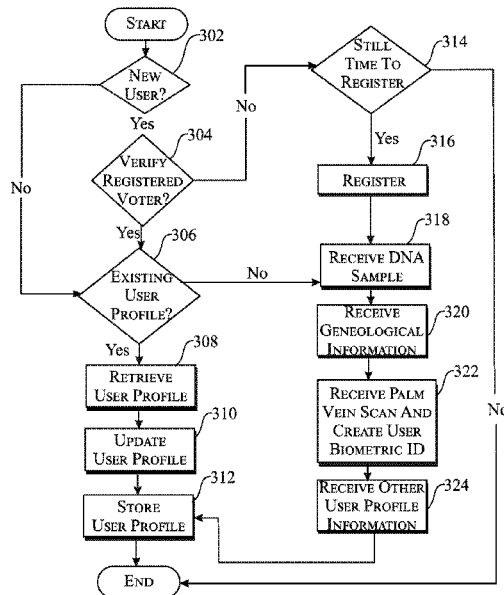 START
302
NEW
USER?
Yes
No
304
VERIFY
REGISTERED
VOTER?
No
Yes
306
EXISTING
USER
PROFILE?
No
Yes
308
RETRIEVE
USER PROFILE
310
UPDATE
USER PROFILE
312
STORE
USER PROFILE
END
STILL
TIME TO
REGISTER
314
Yes
316
REGISTER
318
RECEIVE DNA
SAMPLE
RECEIVE
GENEOLOGICAL
INFORMATION
320
322
RECEIVE PALM
VEIN SCAN AND
CREATE USER
BIOMETRIC ID
No
RECEIVE OTHER
USER PROFILE
INFORMATION
324